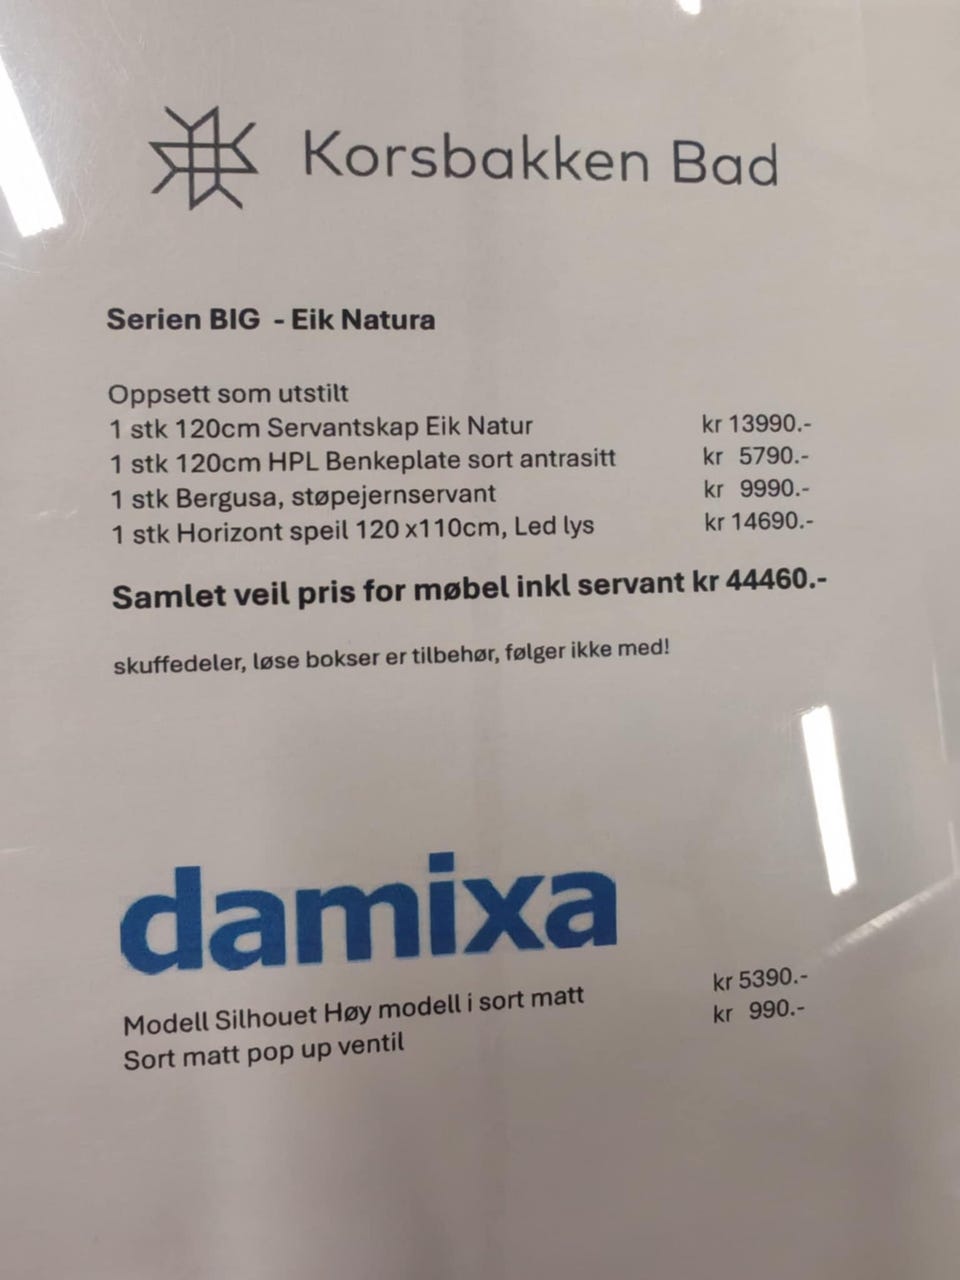 Korsbakken Bad
Serien BIG - Eik Natura
Oppsett som utstilt
1 stk 120cm Servantskap Eik Natur kr 13990.-
1 stk 120cm HPL Benkeplate sort antrasitt kr 5790.-
1 stk Bergusa, støpejernservant kr 9990.-
1 stk Horizont speil 120 x110cm, Led lys kr 14690.-
Samlet veil pris for møbel inkl servant kr 44460.-
skuffedeler, løse bokser er tilbehør, følger ikke med!
damixa
Modell Silhouet Høy modell i sort matt kr 5390.-
Sort matt pop up ventil kr 990.-